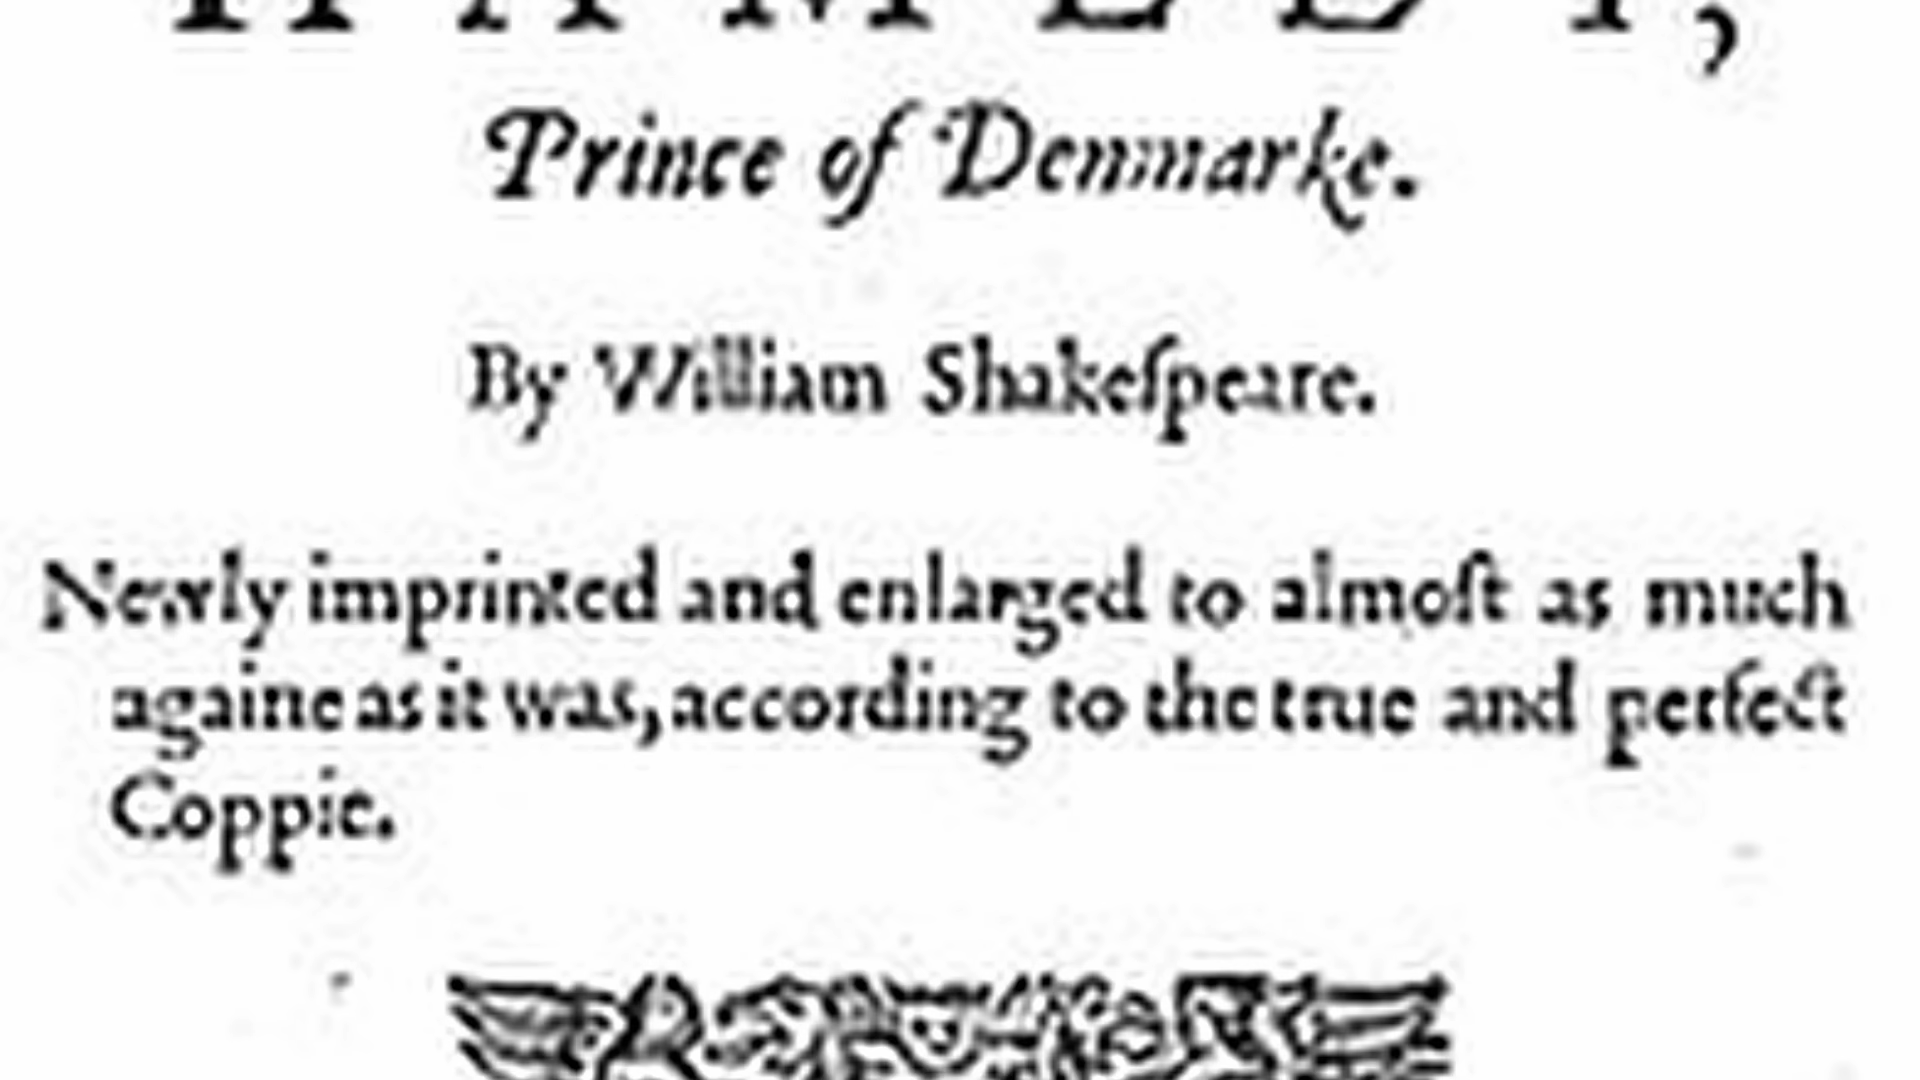 HAMLET,
Prince of Denmarke.
By William Shakeſpeare.
Newly imprinted and enlarged to almoſt as much
againe as it was, according to the true and perfect
Coppie.